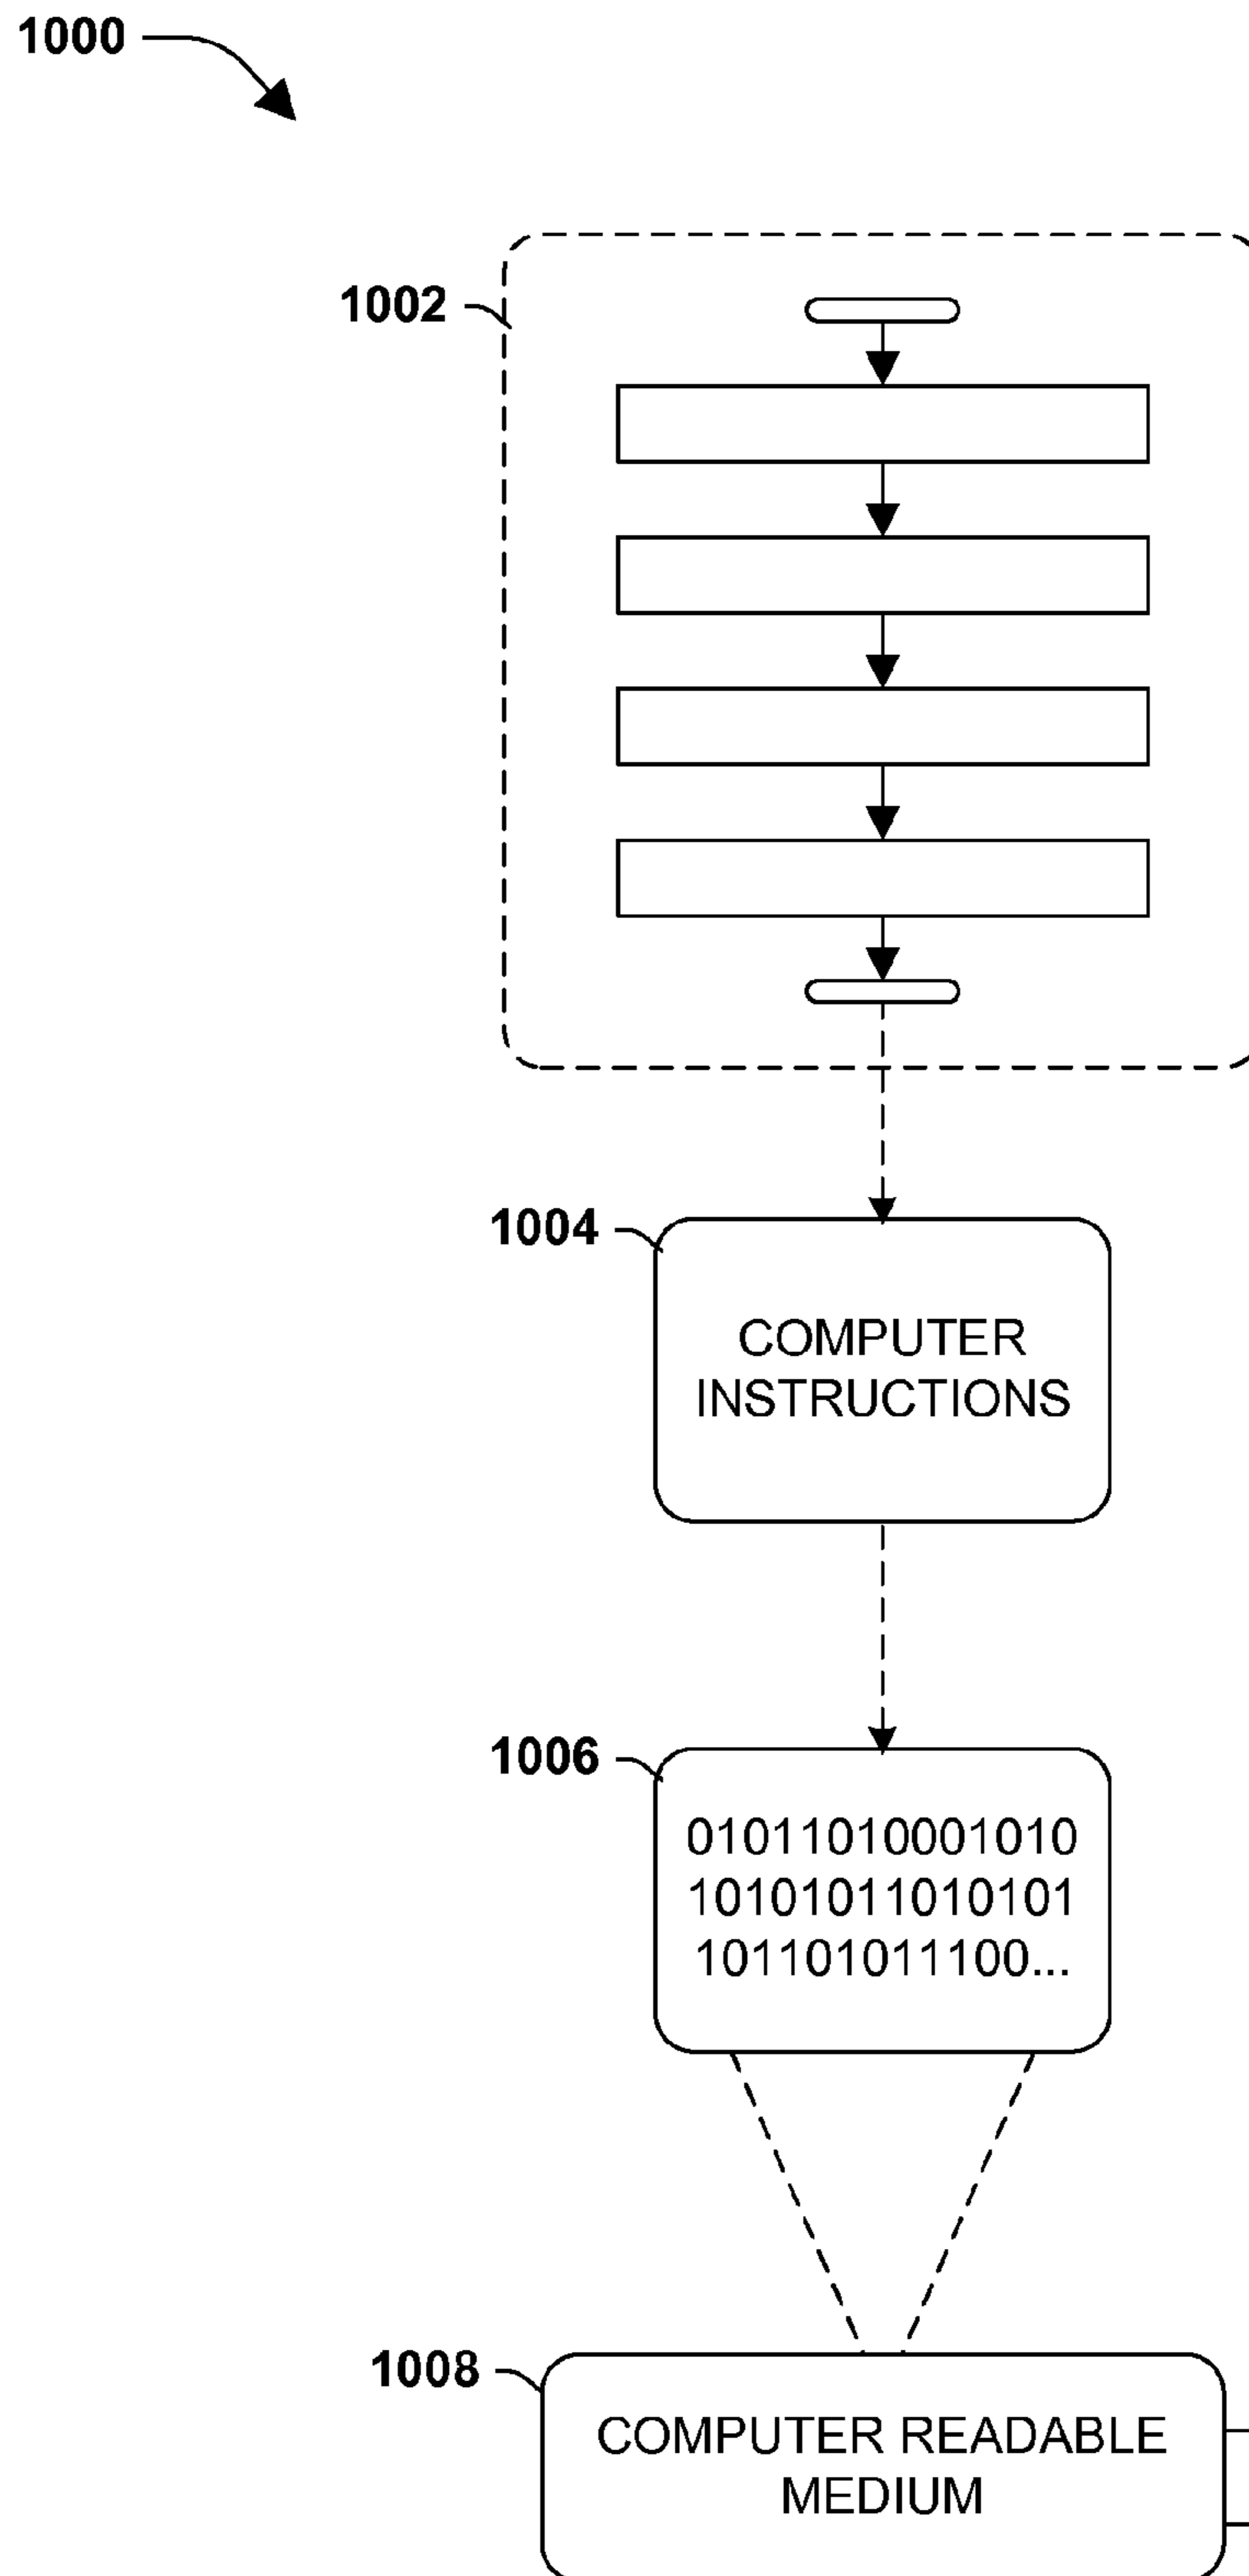 1000
1002
1004
COMPUTER
INSTRUCTIONS
1006
01011010001010
10101011010101
101101011100...
1008
COMPUTER READABLE
MEDIUM